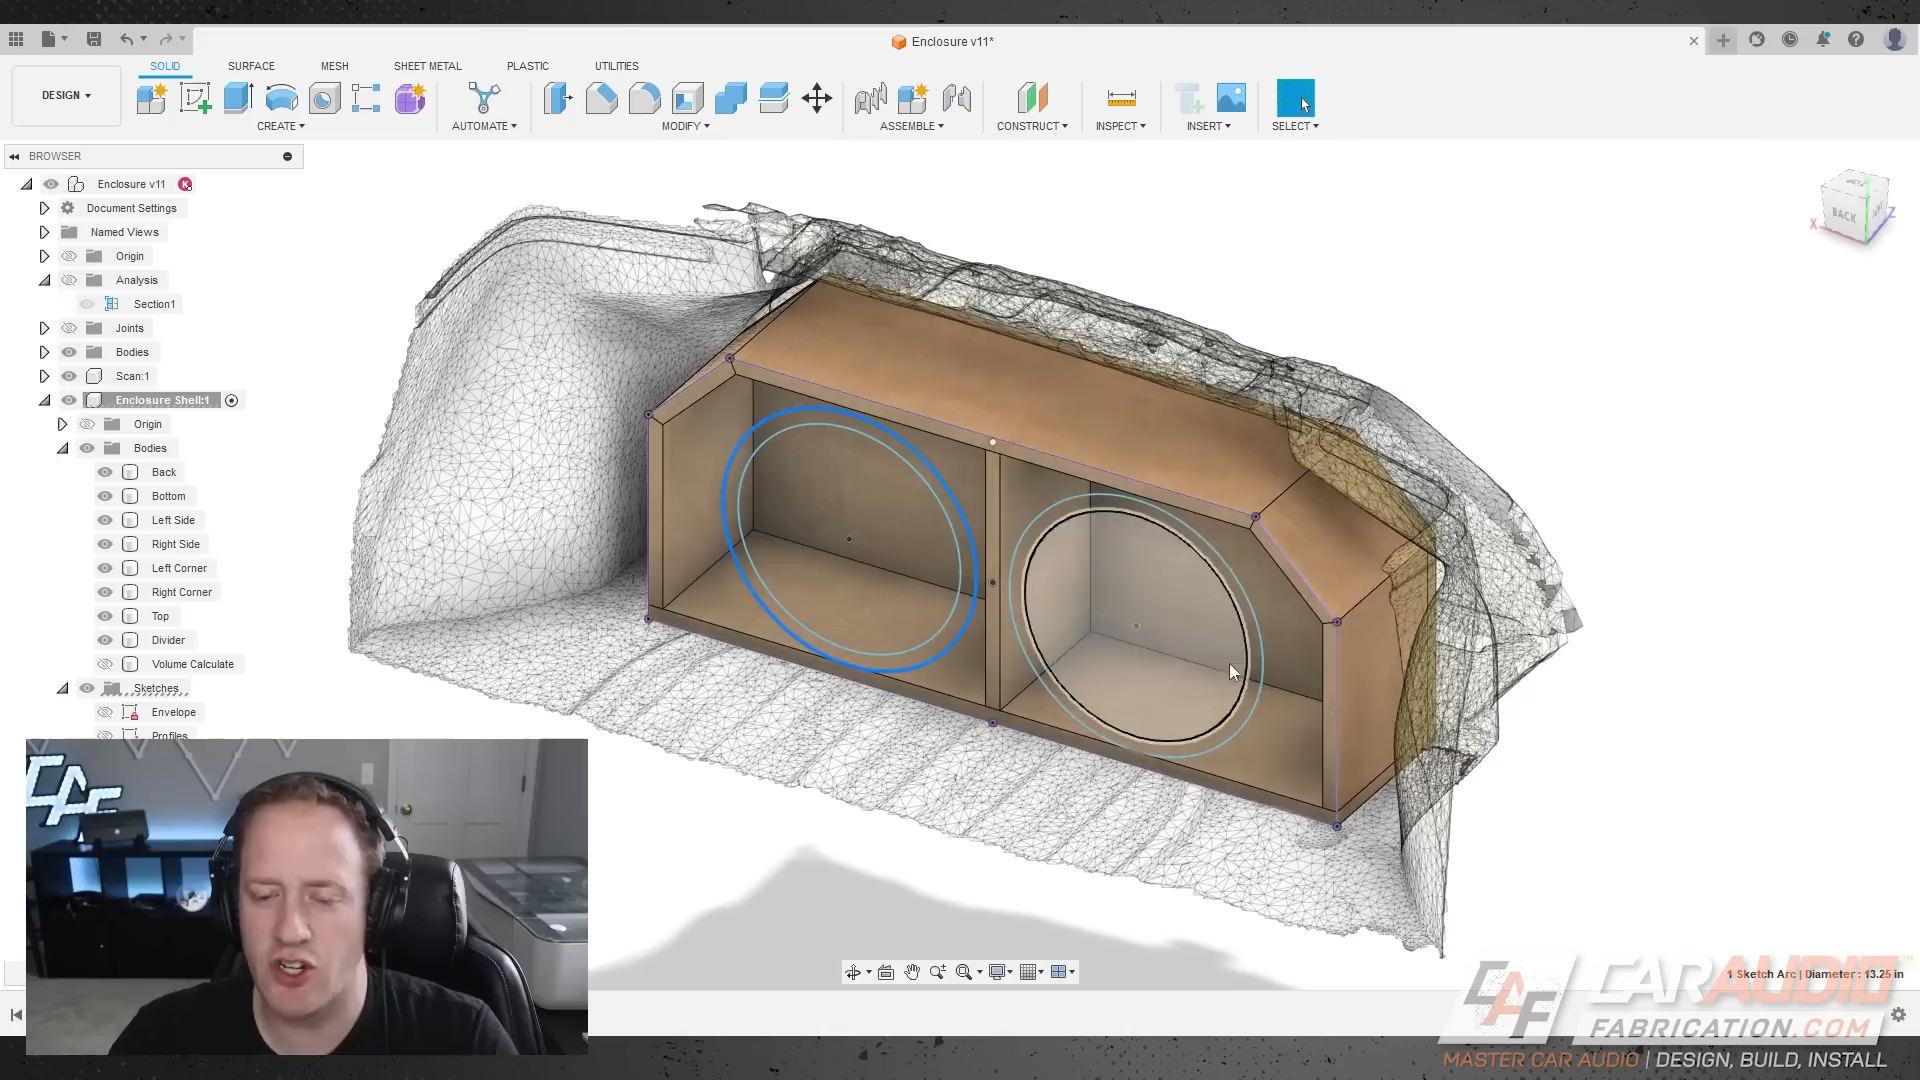 Enclosure v11*
SOLID SURFACE MESH SHEET METAL PLASTIC UTILITIES
DESIGN
CREATE AUTOMATE MODIFY ASSEMBLE CONSTRUCT INSPECT INSERT SELECT
BROWSER
Enclosure v11 K
Document Settings
Named Views
Origin
Analysis
Section1
Joints
Bodies
Scan:1
Enclosure Shell:1
Origin
Bodies
Back
Bottom
Left Side
Right Side
Left Corner
Right Corner
Top
Divider
Volume Calculate
Sketches
Envelope
Profiles
BACK
X
Z
CAF
1 Sketch Arc | Diameter : 13.25 in
CAF
CARAUDIO™
FABRICATION.COM
MASTER CAR AUDIO | DESIGN, BUILD, INSTALL